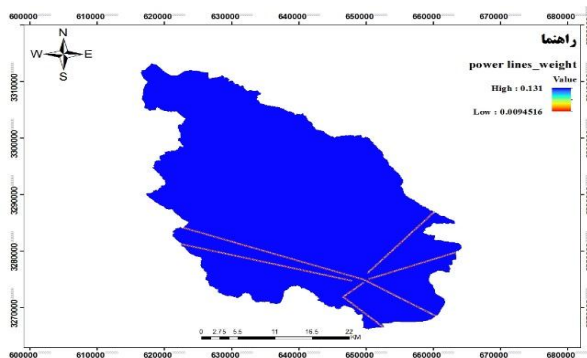 600000 610000 620000 630000 640000 650000 660000 670000 680000
N
W E
S
راهنما
power lines_weight
Value
High : 0.131
Low : 0.0094516
3310000
3300000
3290000
3280000
3270000
0 2.75 5.5 11 16.5 22
KM
600000 610000 620000 630000 640000 650000 660000 670000 680000